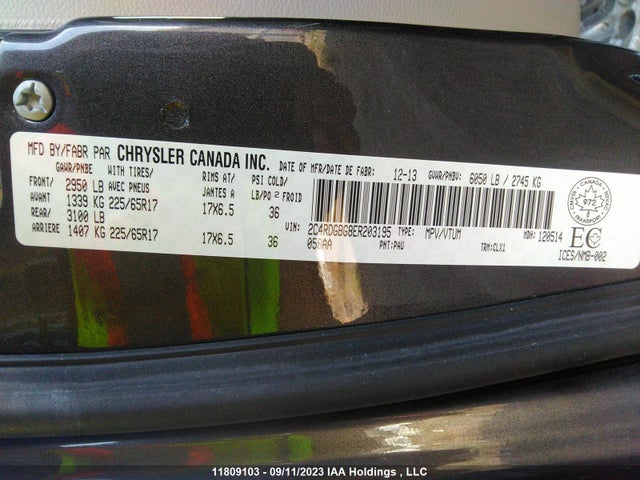 MFD BY/FABR PAR CHRYSLER CANADA INC. DATE OF MFR/DATE DE FABR: 12-13 GVWR/PNBV: 6050 LB / 2745 KG
GAWR/PNBE WITH TIRES/ RIMS AT/ PSI COLD/
FRONT/ 2950 LB AVEC PNEUS JANTES A LB/PO 2 FROID
AVANT 1339 KG 225/65R17 17X6.5 36
REAR/ 3100 LB
ARRIERE 1407 KG 225/65R17 17X6.5 36
VIN: 2C4RDGBG8ER203195 TYPE: MPV/VTUM MDH: 120514
056AA PNT:PAU TRM:CLX1
CANADA
972
EC
ICES/NMB-002
11809103 - 09/11/2023 IAA Holdings , LLC